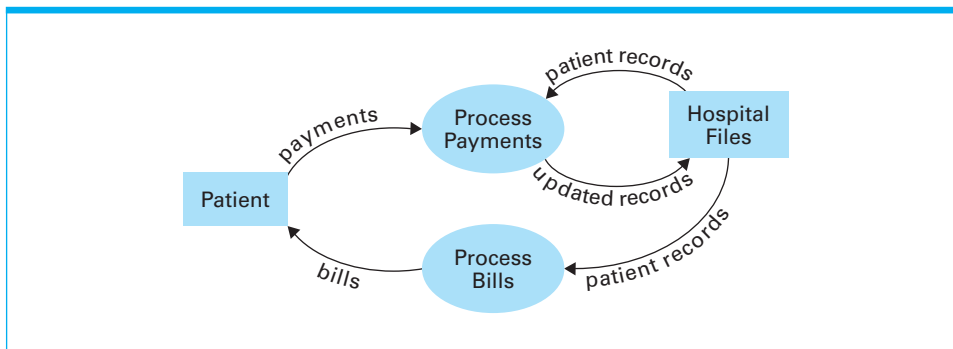 patient records
payments
Process
Payments
Hospital
Files
updated records
Patient
Process
Bills
bills
patient records